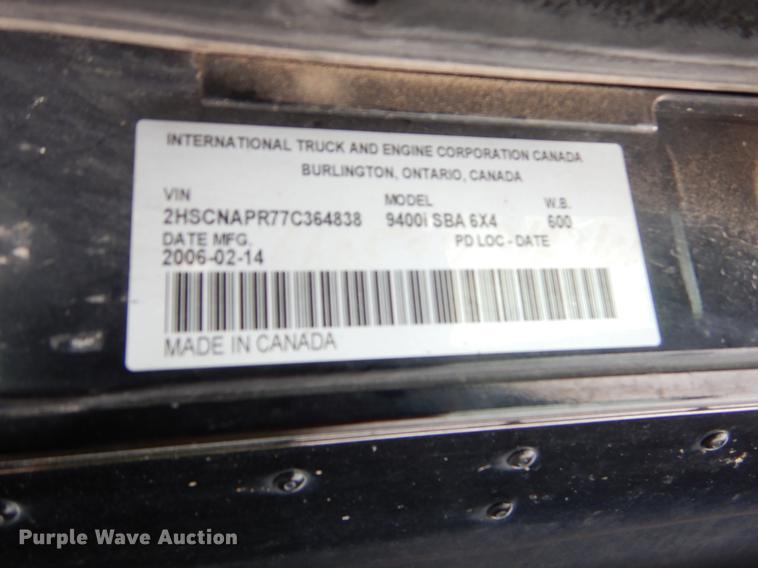 INTERNATIONAL TRUCK AND ENGINE CORPORATION CANADA
BURLINGTON, ONTARIO, CANADA
VIN MODEL W.B.
2HSCNAPR77C364838 9400i SBA 6X4 600
DATE MFG. PD LOC - DATE
2006-02-14
MADE IN CANADA
Purple Wave Auction